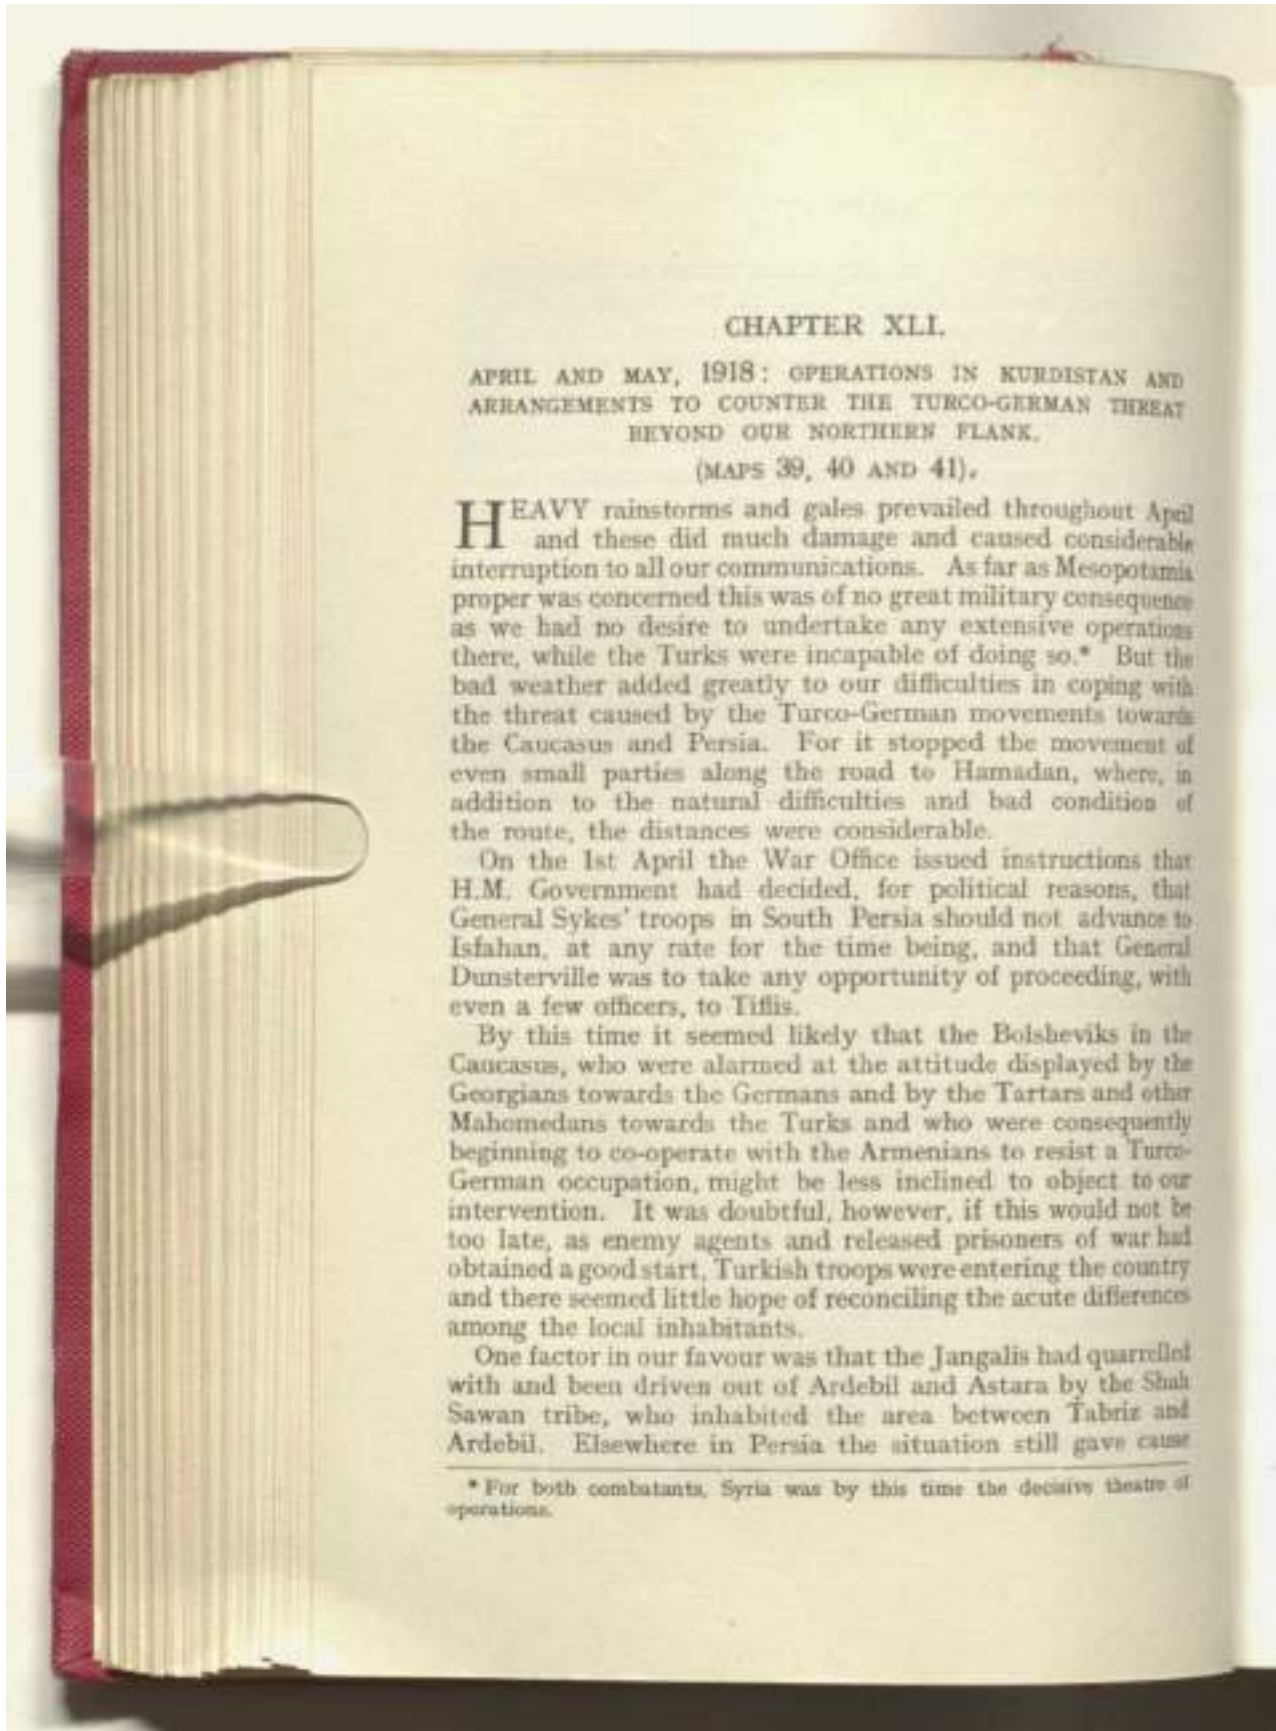 CHAPTER XLI.
APRIL AND MAY, 1918: OPERATIONS IN KURDISTAN AND
ARRANGEMENTS TO COUNTER THE TURCO-GERMAN THREAT
BEYOND OUR NORTHERN FLANK.
(MAPS 39, 40 AND 41).
HEAVY rainstorms and gales prevailed throughout April
and these did much damage and caused considerable
interruption to all our communications. As far as Mesopotamia
proper was concerned this was of no great military consequence
as we had no desire to undertake any extensive operations
there, while the Turks were incapable of doing so.* But the
bad weather added greatly to our difficulties in coping with
the threat caused by the Turco-German movements towards
the Caucasus and Persia. For it stopped the movement of
even small parties along the road to Hamadan, where, in
addition to the natural difficulties and bad condition of
the route, the distances were considerable.
On the 1st April the War Office issued instructions that
H.M. Government had decided, for political reasons, that
General Sykes' troops in South Persia should not advance to
Isfahan, at any rate for the time being, and that General
Dunsterville was to take any opportunity of proceeding, with
even a few officers, to Tiflis.
By this time it seemed likely that the Bolsheviks in the
Caucasus, who were alarmed at the attitude displayed by the
Georgians towards the Germans and by the Tartars and other
Mahomedans towards the Turks and who were consequently
beginning to co-operate with the Armenians to resist a Turco-
German occupation, might be less inclined to object to our
intervention. It was doubtful, however, if this would not be
too late, as enemy agents and released prisoners of war had
obtained a good start, Turkish troops were entering the country
and there seemed little hope of reconciling the acute differences
among the local inhabitants.
One factor in our favour was that the Jangalis had quarrelled
with and been driven out of Ardebil and Astara by the Shah
Sawan tribe, who inhabited the area between Tabriz and
Ardebil. Elsewhere in Persia the situation still gave cause
* For both combatants, Syria was by this time the decisive theatre of
operations.